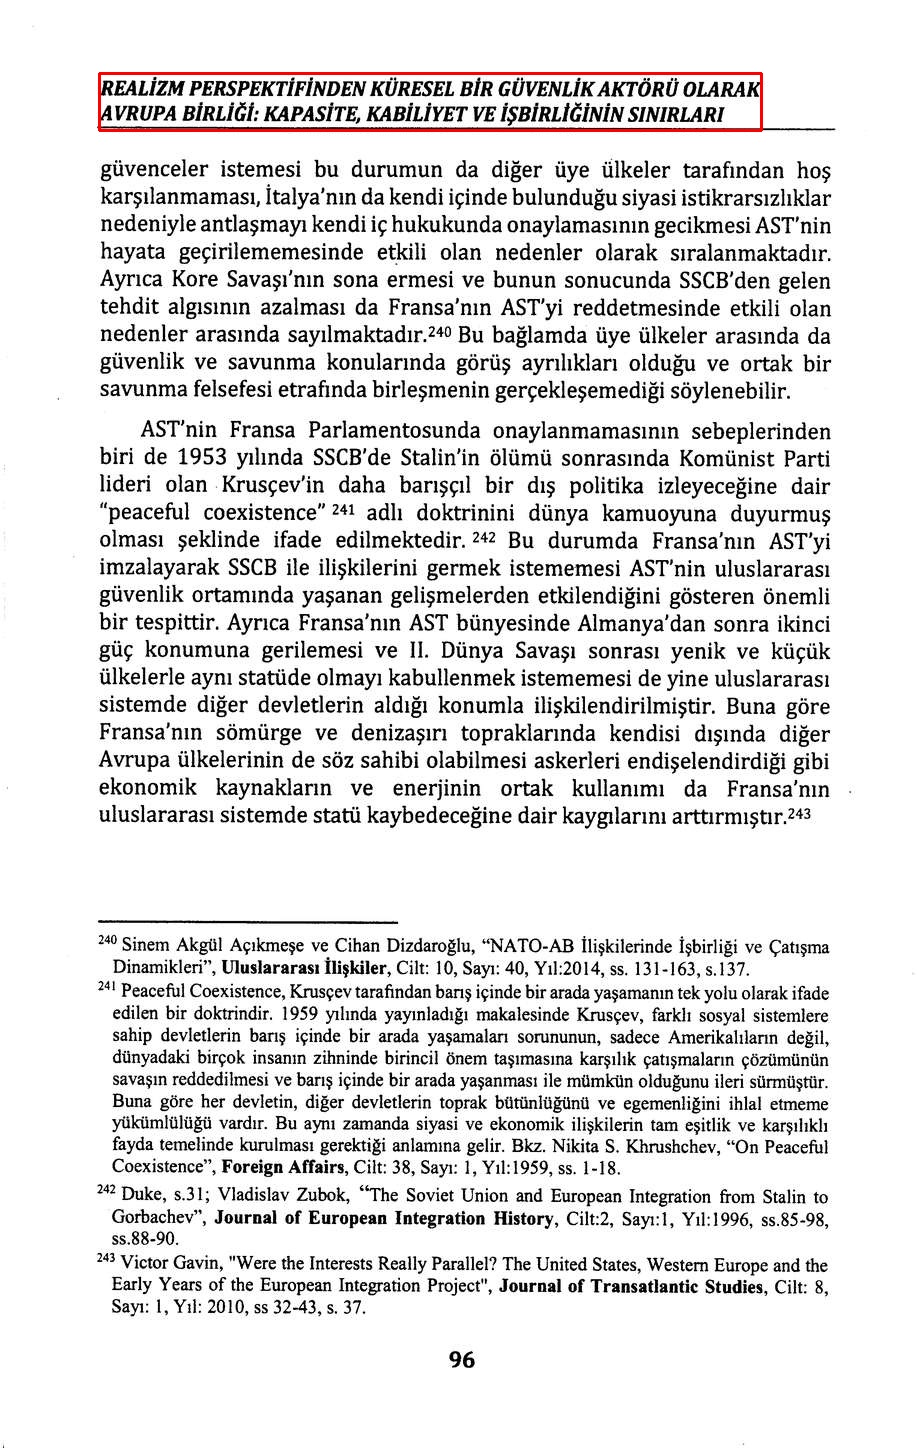 REALİZM PERSPEKTİFİNDEN KÜRESEL BİR GÜVENLİK AKTÖRÜ OLARAK
AVRUPA BİRLİĞİ: KAPASİTE, KABİLİYET VE İŞBİRLİĞİNİN SINIRLARI
güvenceler istemesi bu durumun da diğer üye ülkeler tarafından hoş
karşılanmaması, İtalya'nın da kendi içinde bulunduğu siyasi istikrarsızlıklar
nedeniyle antlaşmayı kendi iç hukukunda onaylamasının gecikmesi AST'nin
hayata geçirilememesinde etkili olan nedenler olarak sıralanmaktadır.
Ayrıca Kore Savaşı'nın sona ermesi ve bunun sonucunda SSCB'den gelen
tehdit algısının azalması da Fransa'nın AST'yi reddetmesinde etkili olan
nedenler arasında sayılmaktadır.240 Bu bağlamda üye ülkeler arasında da
güvenlik ve savunma konularında görüş ayrılıkları olduğu ve ortak bir
savunma felsefesi etrafında birleşmenin gerçekleşemediği söylenebilir.
AST'nin Fransa Parlamentosunda onaylanmamasının sebeplerinden
biri de 1953 yılında SSCB'de Stalin'in ölümü sonrasında Komünist Parti
lideri olan Krusçev'in daha barışçıl bir dış politika izleyeceğine dair
"peaceful coexistence" 241 adlı doktrinini dünya kamuoyuna duyurmuş
olması şeklinde ifade edilmektedir. 242 Bu durumda Fransa'nın AST'yi
imzalayarak SSCB ile ilişkilerini germek istememesi AST'nin uluslararası
güvenlik ortamında yaşanan gelişmelerden etkilendiğini gösteren önemli
bir tespittir. Ayrıca Fransa'nın AST bünyesinde Almanya'dan sonra ikinci
güç konumuna gerilemesi ve II. Dünya Savaşı sonrası yenik ve küçük
ülkelerle aynı statüde olmayı kabullenmek istememesi de yine uluslararası
sistemde diğer devletlerin aldığı konumla ilişkilendirilmiştir. Buna göre
Fransa'nın sömürge ve denizaşırı topraklarında kendisi dışında diğer
Avrupa ülkelerinin de söz sahibi olabilmesi askerleri endişelendirdiği gibi
ekonomik kaynakların ve enerjinin ortak kullanımı da Fransa'nın
uluslararası sistemde statü kaybedeceğine dair kaygılarını arttırmıştır.243
240 Sinem Akgül Açıkmeşe ve Cihan Dizdaroğlu, "NATO-AB İlişkilerinde İşbirliği ve Çatışma
Dinamikleri", Uluslararası İlişkiler, Cilt: 10, Sayı: 40, Yıl:2014, ss. 131-163, s.137.
241 Peaceful Coexistence, Krusçev tarafından barış içinde bir arada yaşamanın tek yolu olarak ifade
edilen bir doktrindir. 1959 yılında yayınladığı makalesinde Krusçev, farklı sosyal sistemlere
sahip devletlerin barış içinde bir arada yaşamaları sorununun, sadece Amerikalıların değil,
dünyadaki birçok insanın zihninde birincil önem taşımasına karşılık çatışmaların çözümünün
savaşın reddedilmesi ve barış içinde bir arada yaşanması ile mümkün olduğunu ileri sürmüştür.
Buna göre her devletin, diğer devletlerin toprak bütünlüğünü ve egemenliğini ihlal etmeme
yükümlülüğü vardır. Bu aynı zamanda siyasi ve ekonomik ilişkilerin tam eşitlik ve karşılıklı
fayda temelinde kurulması gerektiği anlamına gelir. Bkz. Nikita S. Khrushchev, "On Peaceful
Coexistence", Foreign Affairs, Cilt: 38, Sayı: 1, Yıl:1959, ss. 1-18.
242 Duke, s.31; Vladislav Zubok, "The Soviet Union and European Integration from Stalin to
Gorbachev", Journal of European Integration History, Cilt:2, Sayı:1, Yıl:1996, ss.85-98,
ss.88-90.
243 Victor Gavin, "Were the Interests Really Parallel? The United States, Western Europe and the
Early Years of the European Integration Project", Journal of Transatlantic Studies, Cilt: 8,
Sayı: 1, Yıl: 2010, ss 32-43, s. 37.
96